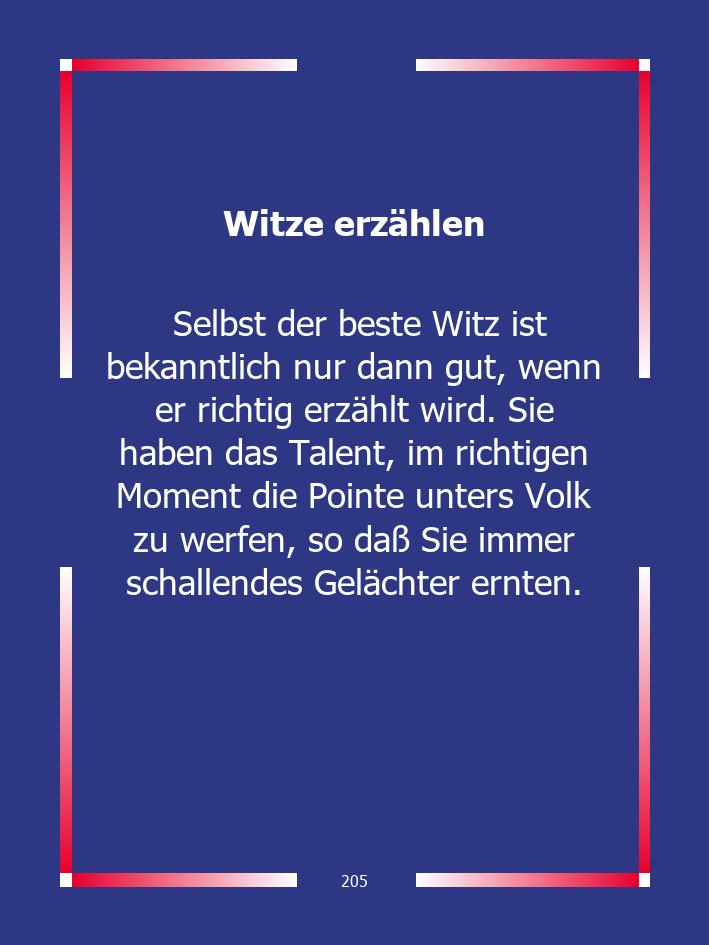 Witze erzählen
Selbst der beste Witz ist
bekanntlich nur dann gut, wenn
er richtig erzählt wird. Sie
haben das Talent, im richtigen
Moment die Pointe unters Volk
zu werfen, so daß Sie immer
schallendes Gelächter ernten.
205